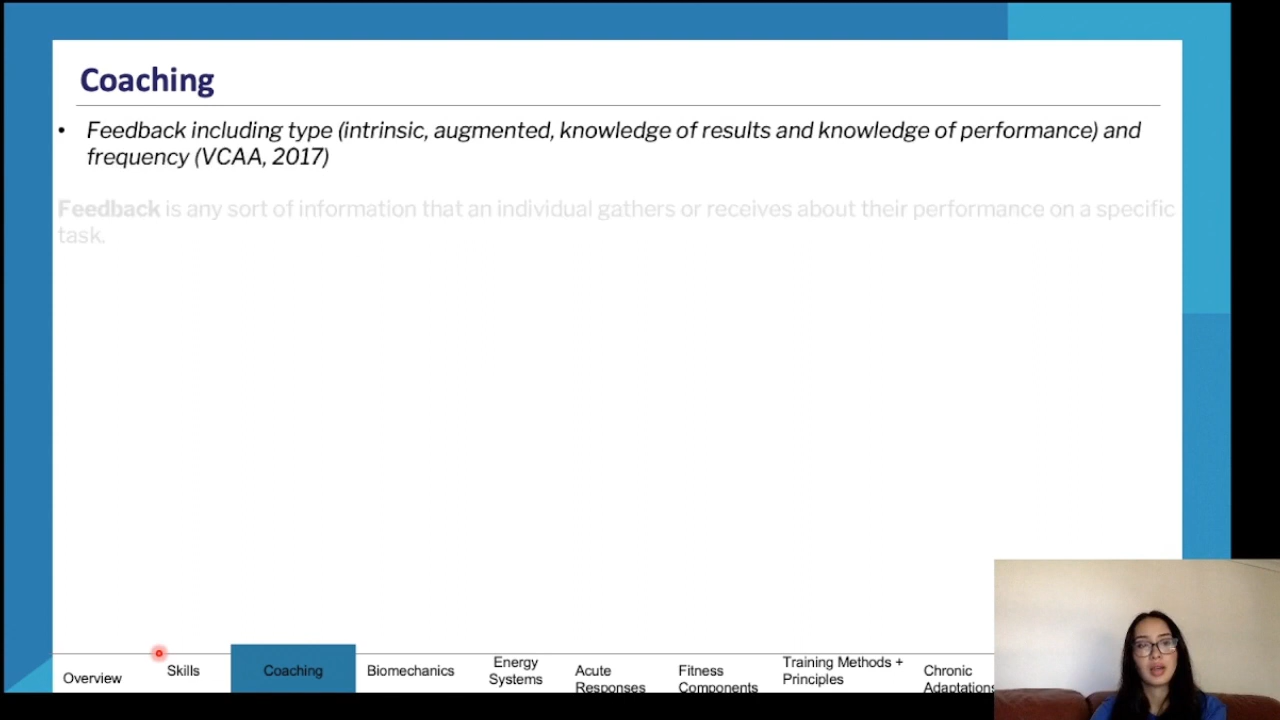 Coaching
• Feedback including type (intrinsic, augmented, knowledge of results and knowledge of performance) and
frequency (VCAA, 2017)
Feedback is any sort of information that an individual gathers or receives about their performance on a specific
task.
Overview
Skills
Coaching
Biomechanics
Energy
Systems
Acute
Responses
Fitness
Components
Training Methods +
Principles
Chronic
Adaptations